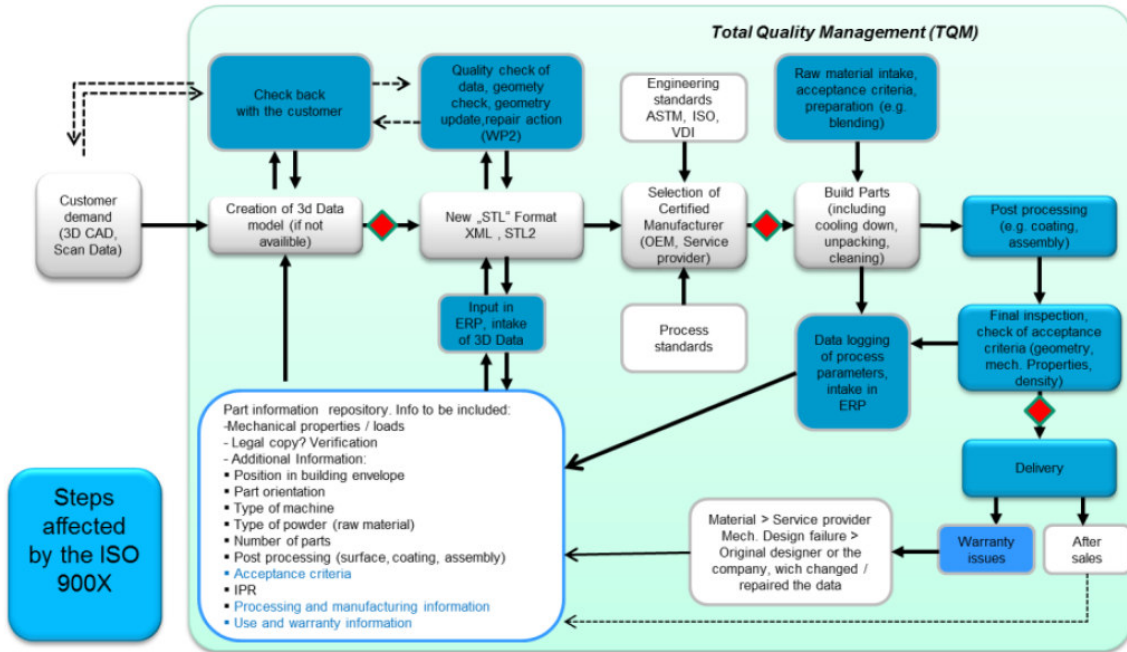 Total Quality Management (TQM)
Check back
with the customer
Quality check of
data, geomety
check, geometry
update,repair action
(WP2)
Engineering
standards
ASTM, ISO,
VDI
Raw material intake,
acceptance criteria,
preparation (e.g.
blending)
Customer
demand
(3D CAD,
Scan Data)
Creation of 3d Data
model (if not
availible)
New „STL” Format
XML , STL2
Selection of
Certified
Manufacturer
(OEM, Service
provider)
Build Parts
(including
cooling down,
unpacking,
cleaning)
Post processing
(e.g. coating,
assembly)
Input in
ERP, intake
of 3D Data
Process
standards
Data logging
of process
parameters,
intake in
ERP
Final inspection,
check of acceptance
criteria (geometry,
mech. Properties,
density)
Part information repository. Info to be included:
-Mechanical properties / loads
- Legal copy? Verification
- Additional Information:
▪ Position in building envelope
▪ Part orientation
▪ Type of machine
▪ Type of powder (raw material)
▪ Number of parts
▪ Post processing (surface, coating, assembly)
▪ Acceptance criteria
▪ IPR
▪ Processing and manufacturing information
▪ Use and warranty information
Delivery
Steps
affected
by the ISO
900X
Material > Service provider
Mech. Design failure >
Original designer or the
company, wich changed /
repaired the data
Warranty
issues
After
sales